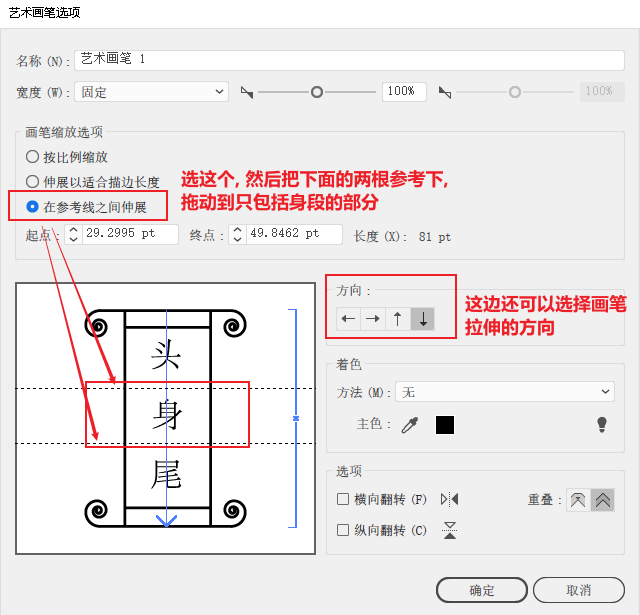 艺术画笔选项
名称 (N): 艺术画笔 1
宽度 (W): 固定 100% 100%
画笔缩放选项
按比例缩放
伸展以适合描边长度
在参考线之间伸展
选这个, 然后把下面的两根参考下,
拖动到只包括身段的部分
起点: 29.2995 pt 终点: 49.8462 pt 长度 (X): 81 pt
头
身
尾
方向:
这边还可以选择画笔
拉伸的方向
着色
方法 (M): 无
主色:
选项
横向翻转 (F) 重叠:
纵向翻转 (C)
确定 取消